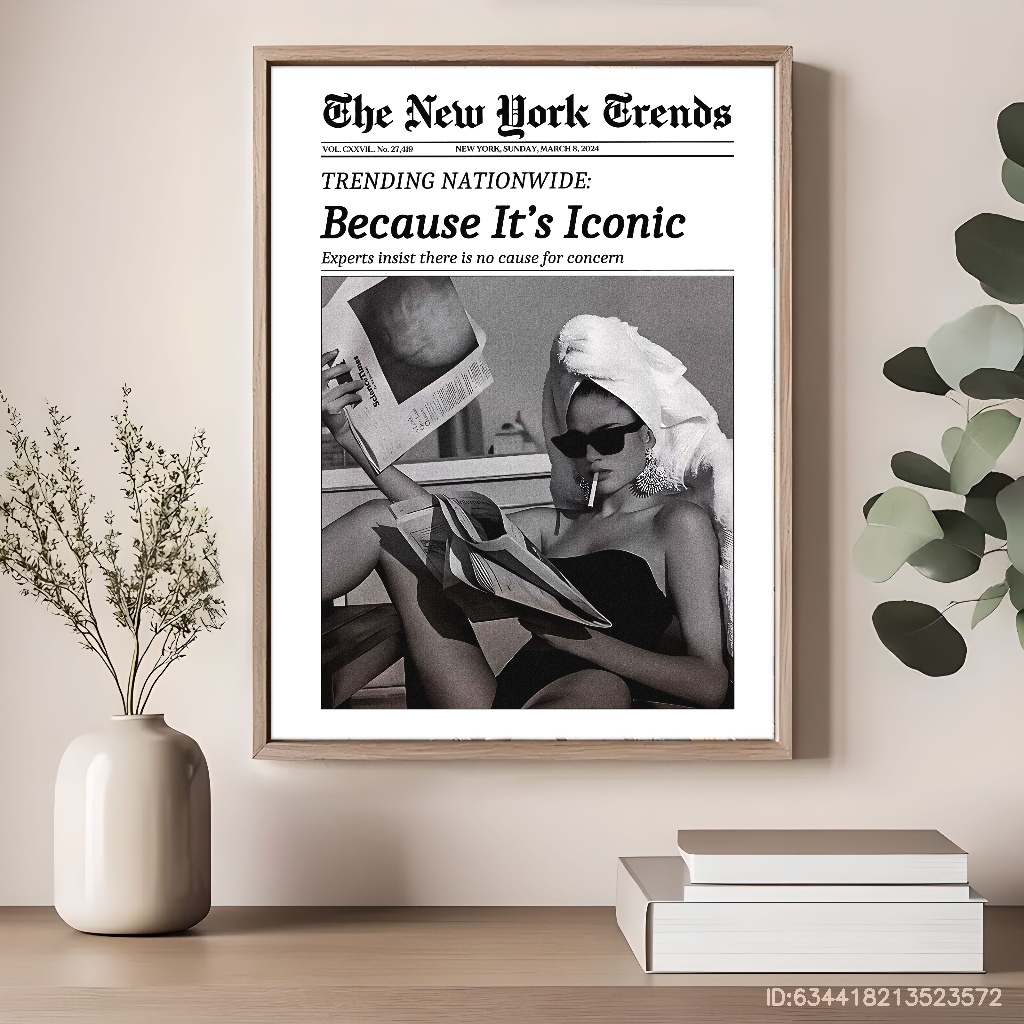 The New York Trends
VOL. CXXVII.. No. 27,419 NEW YORK, SUNDAY, MARCH 8, 2024
TRENDING NATIONWIDE:
Because It's Iconic
Experts insist there is no cause for concern
ScienceTimes
ID:634418213523572